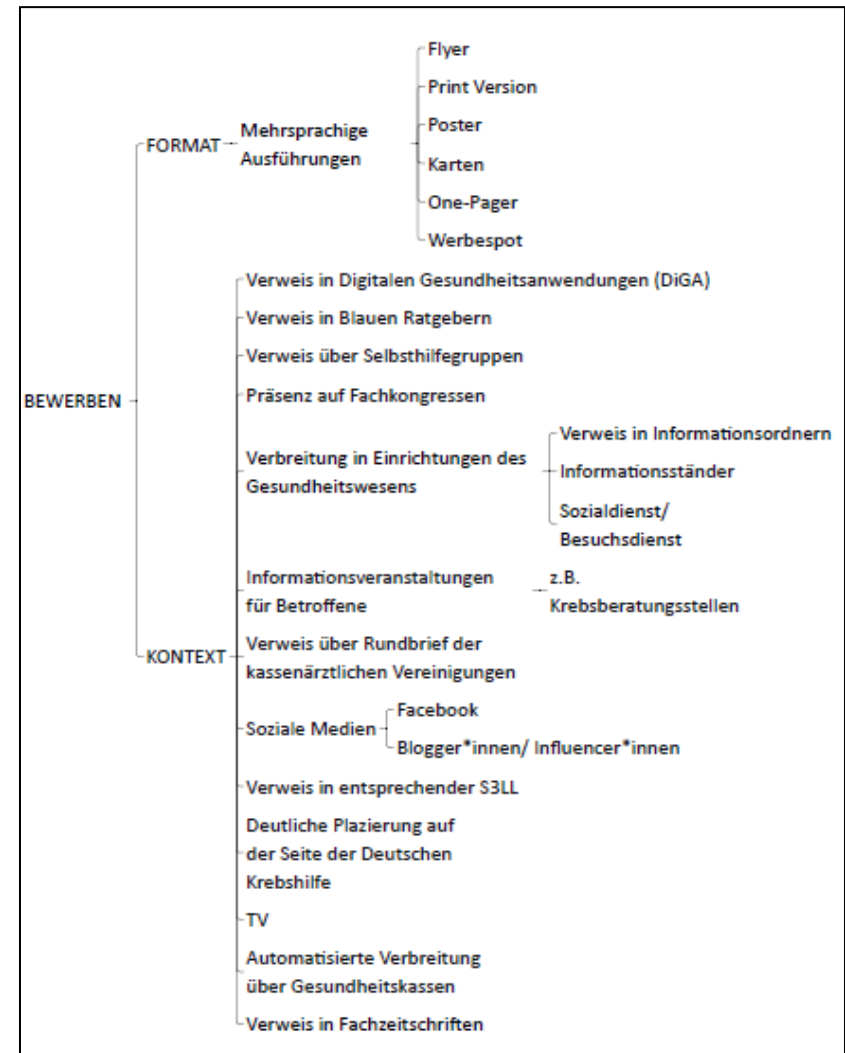 BEWERBEN
FORMAT
Mehrsprachige
Ausführungen
Flyer
Print Version
Poster
Karten
One-Pager
Werbespot
KONTEXT
Verweis in Digitalen Gesundheitsanwendungen (DiGA)
Verweis in Blauen Ratgebern
Verweis über Selbsthilfegruppen
Präsenz auf Fachkongressen
Verbreitung in Einrichtungen des
Gesundheitswesens
Verweis in Informationsordnern
Informationsständer
Sozialdienst/
Besuchsdienst
Informationsveranstaltungen
für Betroffene
z.B.
Krebsberatungsstellen
Verweis über Rundbrief der
kassenärztlichen Vereinigungen
Soziale Medien
Facebook
Blogger*innen/ Influencer*innen
Verweis in entsprechender S3LL
Deutliche Plazierung auf
der Seite der Deutschen
Krebshilfe
TV
Automatisierte Verbreitung
über Gesundheitskassen
Verweis in Fachzeitschriften